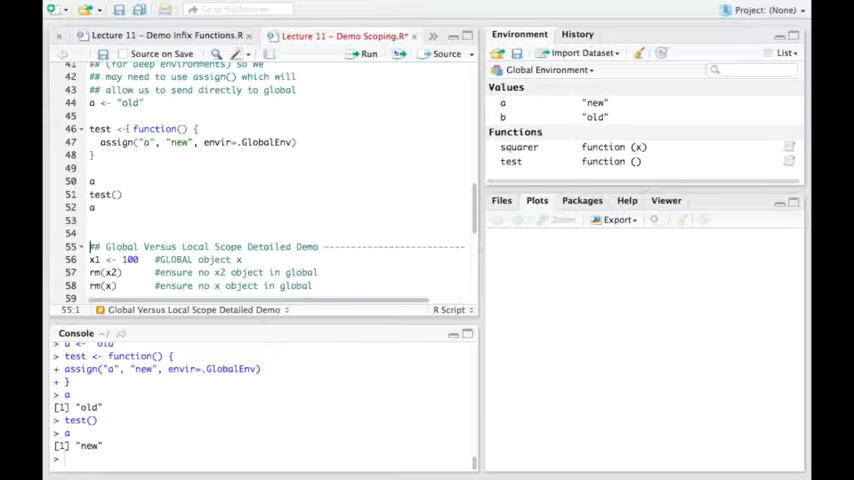 Go to file/function
Project: (None)
Lecture 11 – Demo Infix Functions.R
Lecture 11 – Demo Scoping.R*
Source on Save
Run
Source
41 ## (for deep environments) so we
42 ## may need to use assign() which will
43 ## allow us to send directly to global
44 a <- "old"
45
46 test <- function() {
47 assign("a", "new", envir=.GlobalEnv)
48 }
49
50 a
51 test()
52 a
53
54
55 ## Global Versus Local Scope Detailed Demo
56 x1 <- 100 #GLOBAL object x
57 rm(x2) #ensure no x2 object in global
58 rm(x) #ensure no x object in global
59
55:1 Global Versus Local Scope Detailed Demo R Script
Console ~/
> a <- "old"
> test <- function() {
+ assign("a", "new", envir=.GlobalEnv)
+ }
> a
[1] "old"
> test()
> a
[1] "new"
>
Environment History
Import Dataset
List
Global Environment
Values
a "new"
b "old"
Functions
squarer function (x)
test function ()
Files Plots Packages Help Viewer
Zoom Export